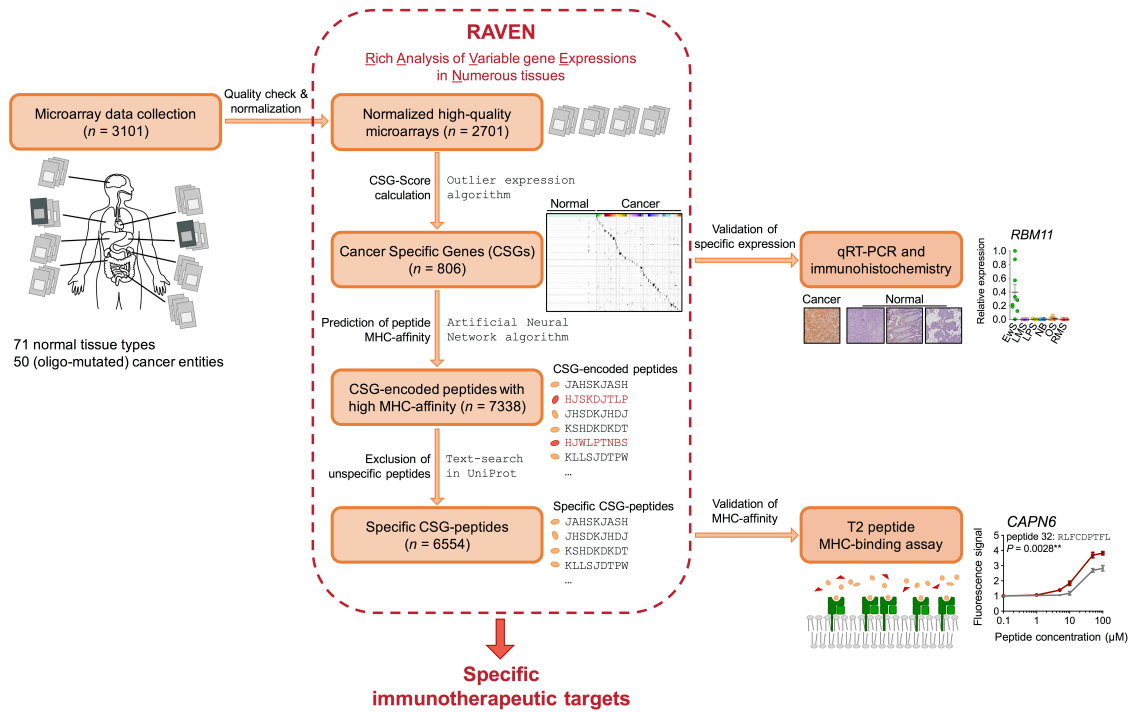 RAVEN
Rich Analysis of Variable gene Expressions
in Numerous tissues
Microarray data collection
(n = 3101)
Quality check &
normalization
Normalized high-quality
microarrays (n = 2701)
71 normal tissue types
50 (oligo-mutated) cancer entities
CSG-Score
calculation
Outlier expression
algorithm
Normal
Cancer
Cancer Specific Genes (CSGs)
(n = 806)
Validation of
specific expression
qRT-PCR and
immunohistochemistry
Cancer
Normal
RBM11
Relative expression
1.0
0.8
0.6
0.4
0.2
0.0
EwS
LMS
LPS
NB
OS
RMS
Prediction of peptide
MHC-affinity
Artificial Neural
Network algorithm
CSG-encoded peptides with
high MHC-affinity (n = 7338)
CSG-encoded peptides
JAHSKJASH
HJSKDJTLP
JHSDKJHDJ
KSHDKDKDT
HJWLPTNBS
KLLSJDTPW
...
Exclusion of
unspecific peptides
Text-search
in UniProt
Specific CSG-peptides
(n = 6554)
Specific CSG-peptides
JAHSKJASH
JHSDKJHDJ
KSHDKDKDT
KLLSJDTPW
...
Validation of
MHC-affinity
T2 peptide
MHC-binding assay
CAPN6
peptide 32: RLFCDPTFL
P = 0.0028**
Fluorescence signal
5
4
3
2
1
0
0.1
1
10
100
Peptide concentration (µM)
Specific
immunotherapeutic targets